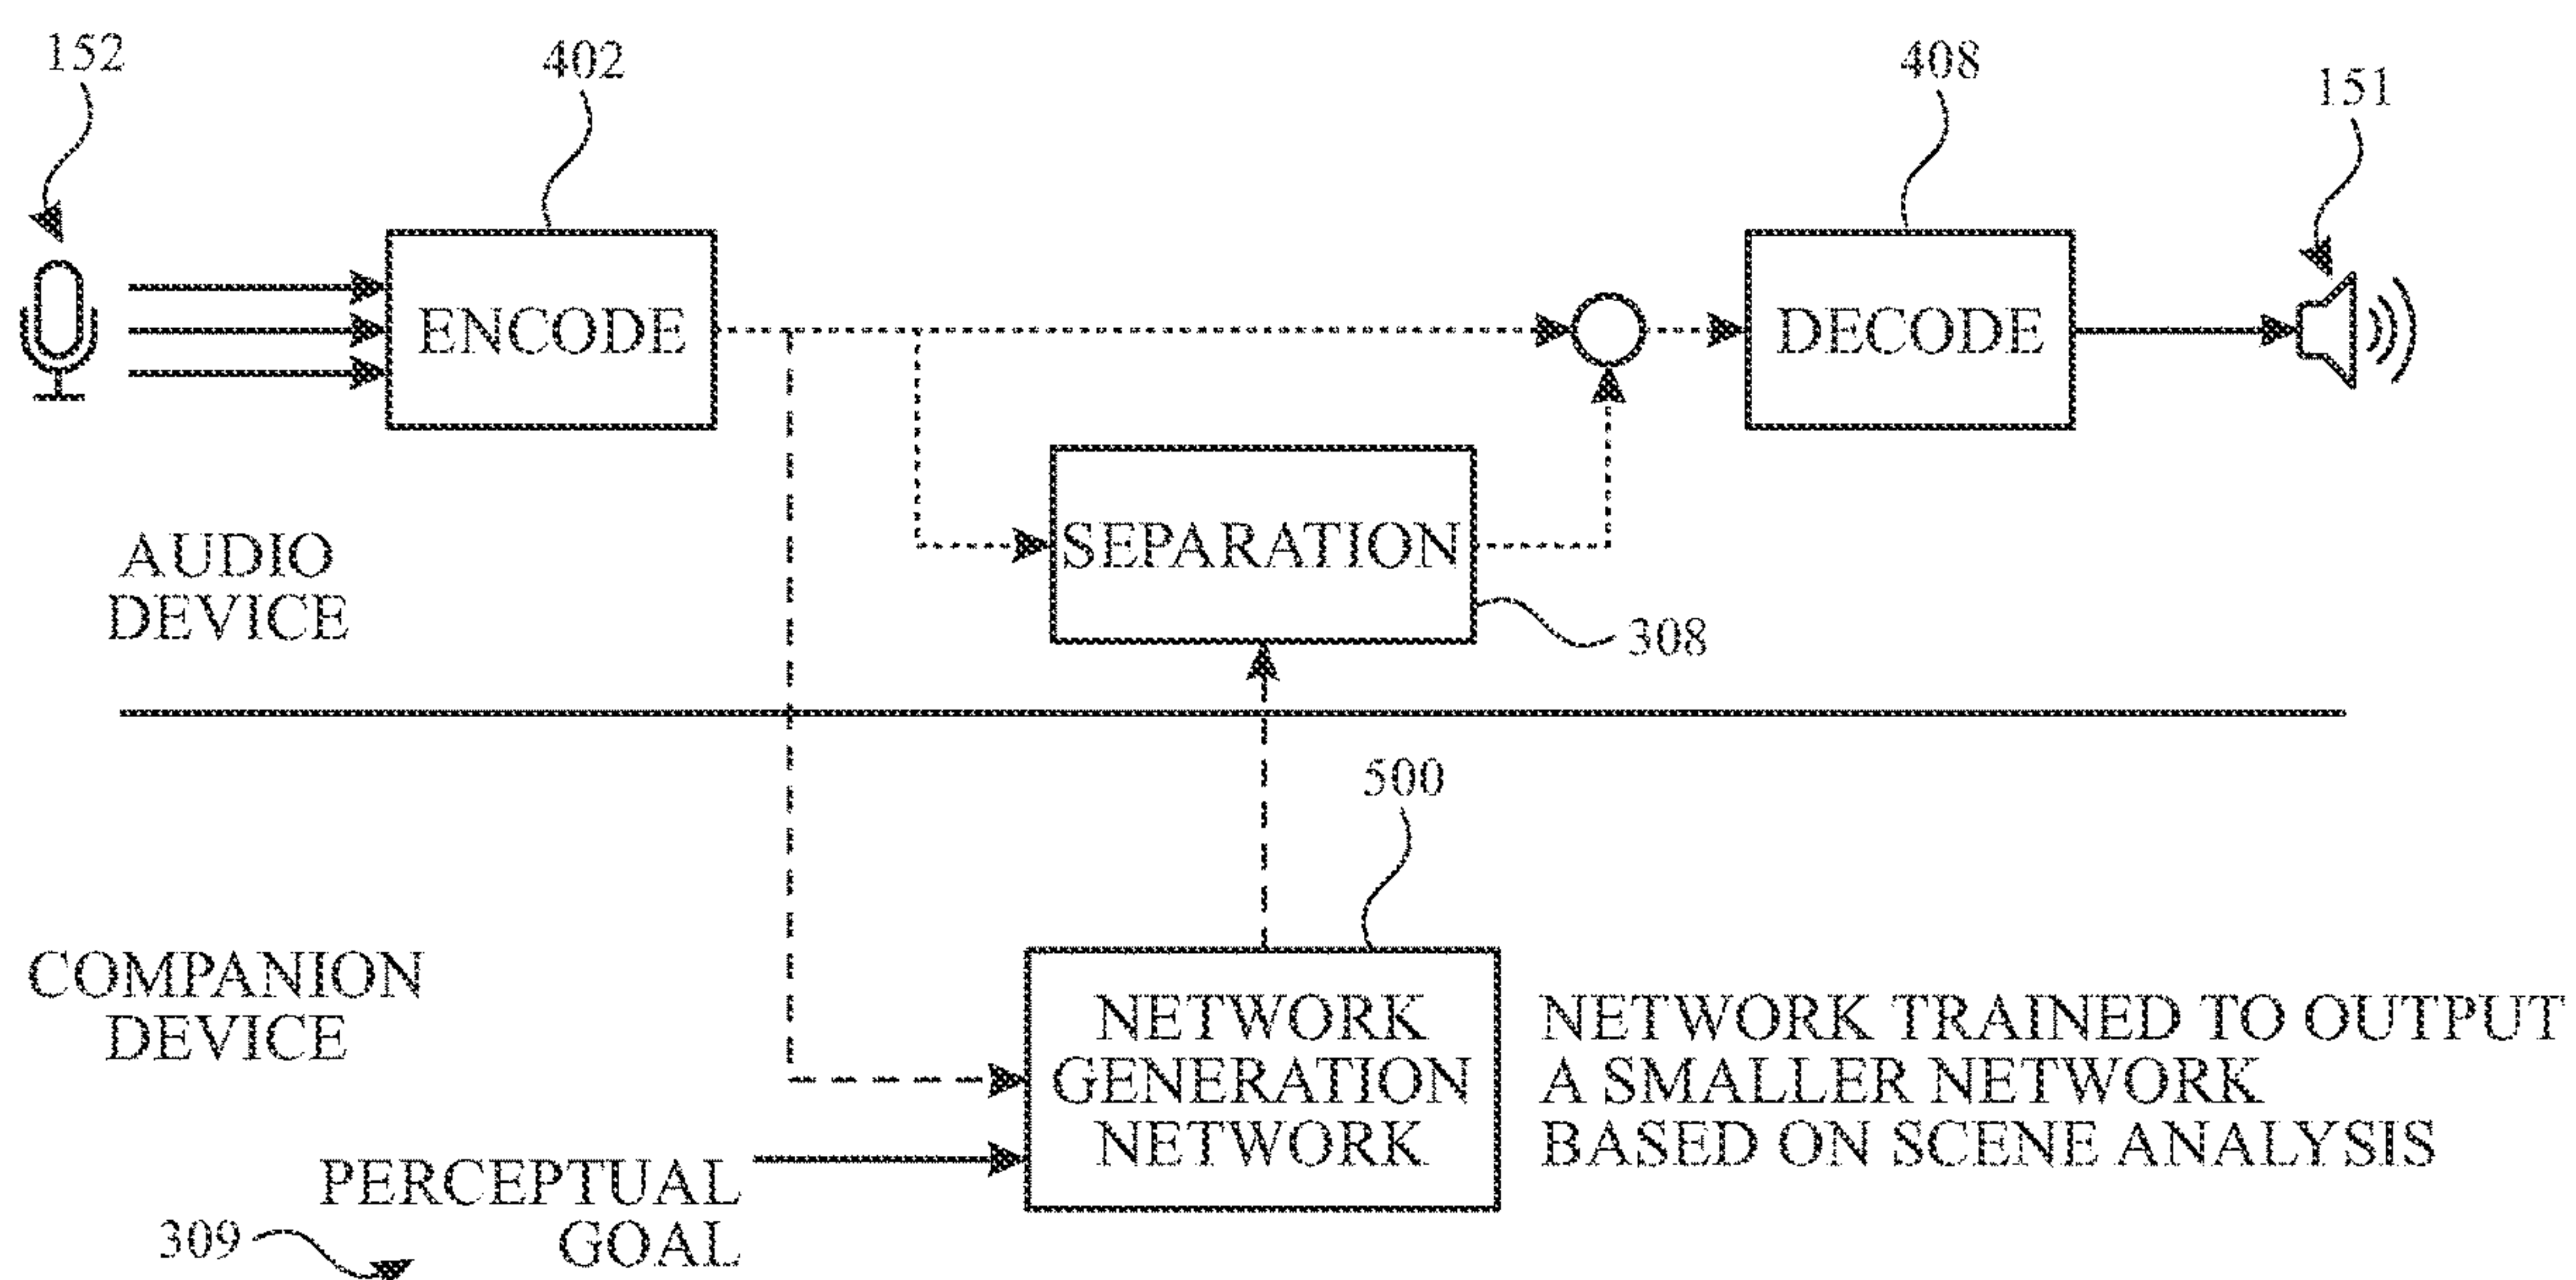 152
402
408
151
ENCODE
DECODE
SEPARATION
308
AUDIO
DEVICE
500
COMPANION
DEVICE
NETWORK
GENERATION
NETWORK
NETWORK TRAINED TO OUTPUT
A SMALLER NETWORK
BASED ON SCENE ANALYSIS
PERCEPTUAL
GOAL
309